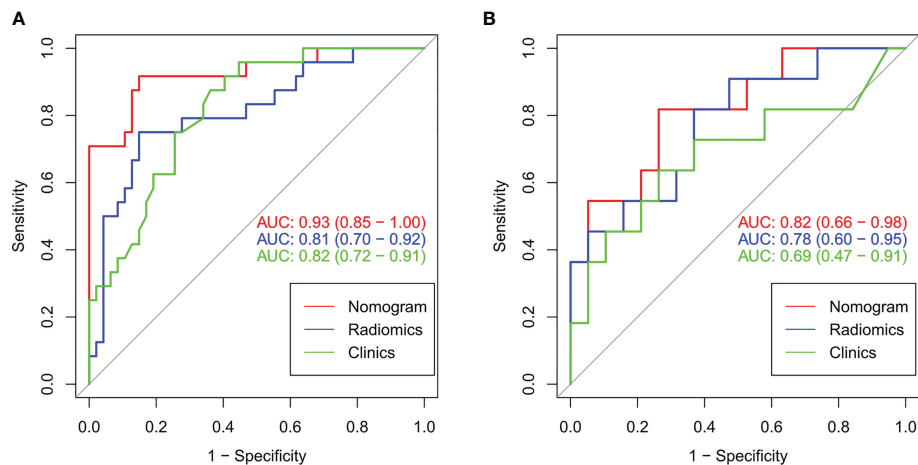 A
Sensitivity
1.0
0.8
0.6
0.4
0.2
0.0
AUC: 0.93 (0.85 − 1.00)
AUC: 0.81 (0.70 − 0.92)
AUC: 0.82 (0.72 − 0.91)
Nomogram
Radiomics
Clinics
0.0 0.2 0.4 0.6 0.8 1.0
1 − Specificity
B
Sensitivity
1.0
0.8
0.6
0.4
0.2
0.0
AUC: 0.82 (0.66 − 0.98)
AUC: 0.78 (0.60 − 0.95)
AUC: 0.69 (0.47 − 0.91)
Nomogram
Radiomics
Clinics
0.0 0.2 0.4 0.6 0.8 1.0
1 − Specificity